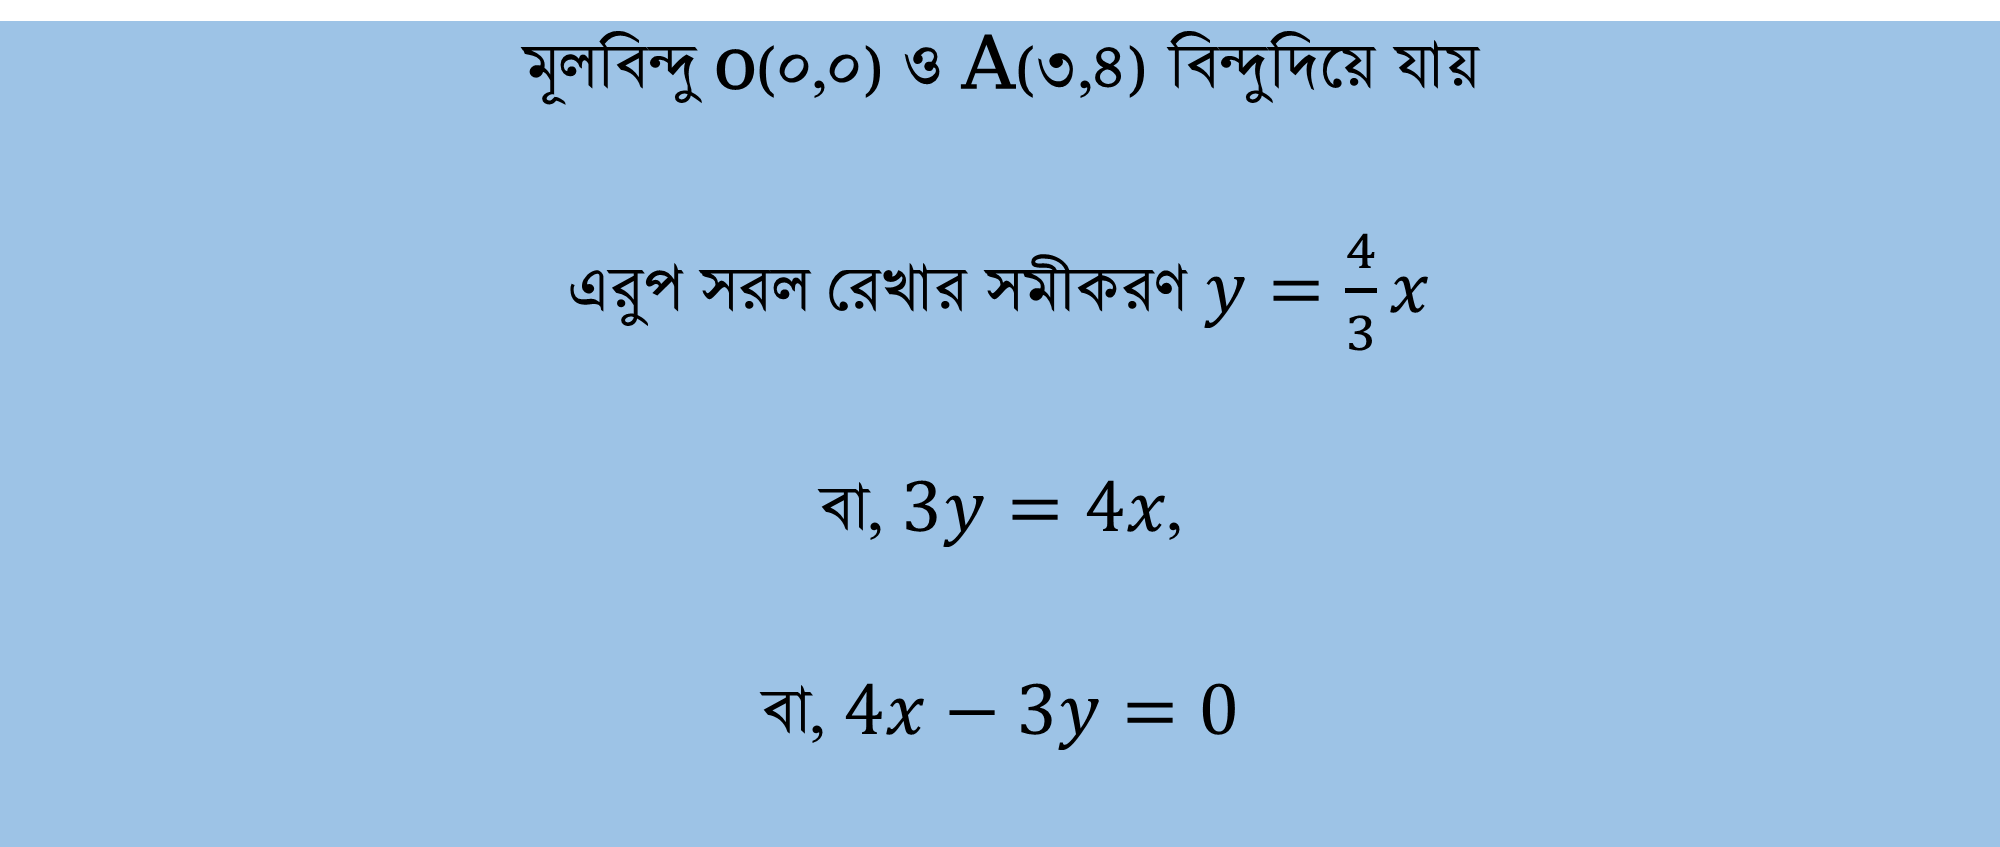 মূলবিন্দু O(০,০) ও A(৩,৪) বিন্দুদিয়ে যায়
এরুপ সরল রেখার সমীকরণ y = 4/3 x
বা, 3y = 4x,
বা, 4x − 3y = 0